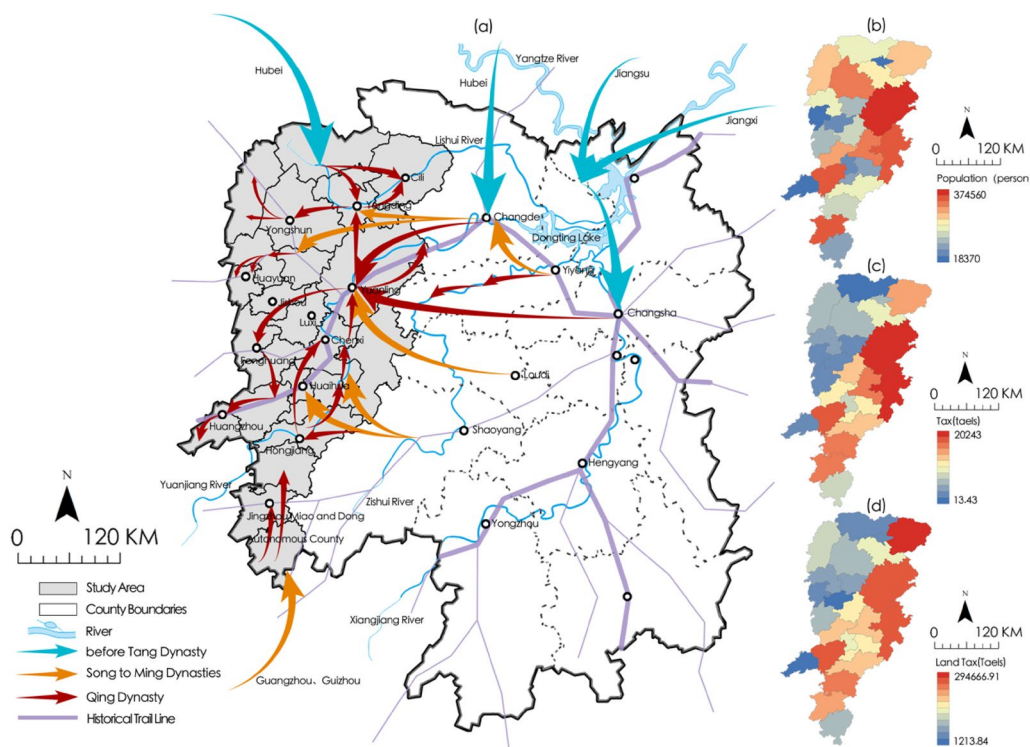 (a)
Hubei
Yangtze River
Hubei
Jiangsu
Jiangxi
Lishui River
Cili
Yongding
Yongshun
Changde
Dongting Lake
Huayuan
Yiyang
Yuanling
Jishou
Luxi
Changsha
Chenxi
Fenghuang
Loudi
Huaihua
Huangzhou
Shaoyang
Hongjiang
Hengyang
Yuanjiang River
Zishui River
Jingzhou Miao and Dong
Autonomous County
Yongzhou
Xiangjiang River
Guangzhou、Guizhou
N
0 120 KM
Study Area
County Boundaries
River
before Tang Dynasty
Song to Ming Dynasties
Qing Dynasty
Historical Trail Line
(b)
N
0 120 KM
Population (person
374560
18370
(c)
N
0 120 KM
Tax(taels)
20243
13.43
(d)
N
0 120 KM
Land Tax(Taels)
294666.91
1213.84